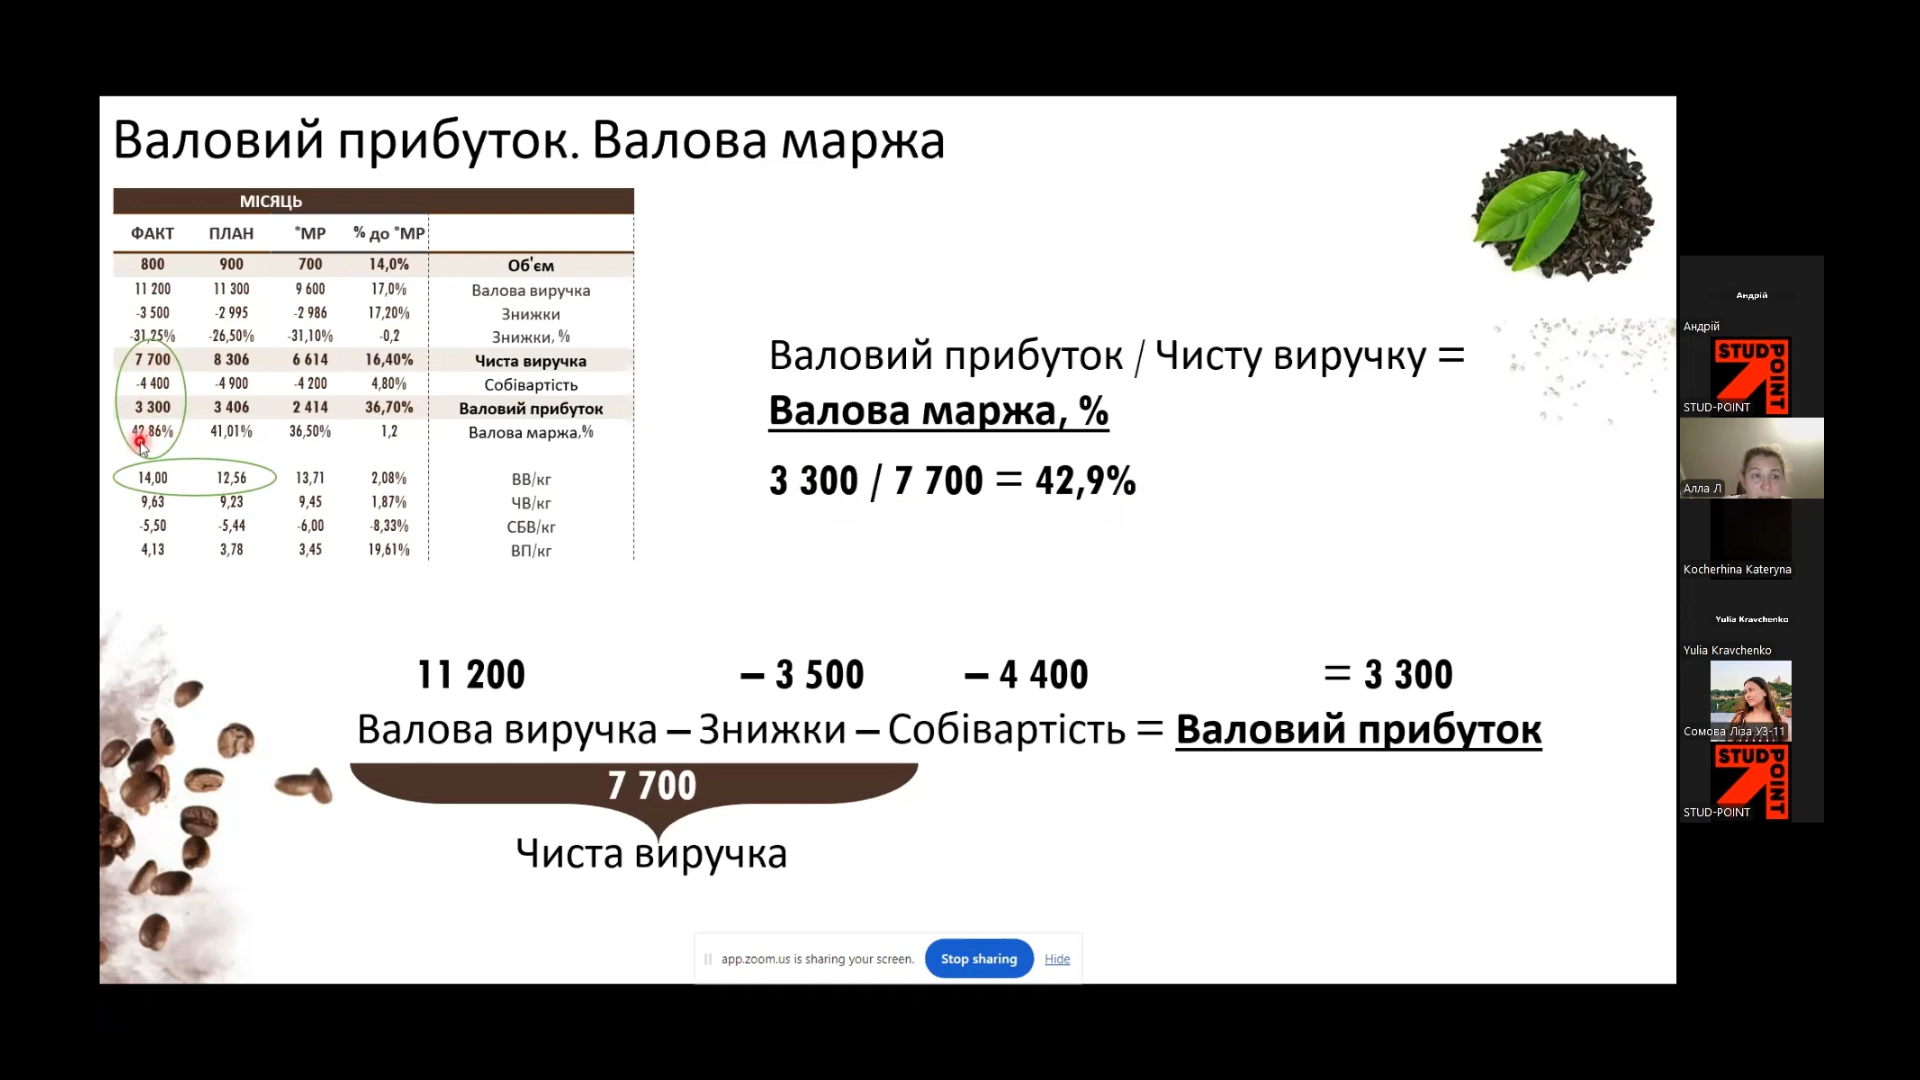 Валовий прибуток. Валова маржа
МІСЯЦЬ
ФАКТ ПЛАН *МР % до *МР
800 900 700 14,0% Об'єм
11 200 11 300 9 600 17,0% Валова виручка
-3 500 -2 995 -2 986 17,20% Знижки
-31,25% -26,50% -31,10% -0,2 Знижки, %
7 700 8 306 6 614 16,40% Чиста виручка
-4 400 -4 900 -4 200 4,80% Собівартість
3 300 3 406 2 414 36,70% Валовий прибуток
42,86% 41,01% 36,50% 1,2 Валова маржа,%
14,00 12,56 13,71 2,08% ВВ/кг
9,63 9,23 9,45 1,87% ЧВ/кг
-5,50 -5,44 -6,00 -8,33% СБВ/кг
4,13 3,78 3,45 19,61% ВП/кг
Валовий прибуток / Чисту виручку =
Валова маржа, %
3 300 / 7 700 = 42,9%
11 200 – 3 500 – 4 400 = 3 300
Валова виручка – Знижки – Собівартість = Валовий прибуток
7 700
Чиста виручка
app.zoom.us is sharing your screen. Stop sharing Hide
Андрій
Андрій
STUD
POINT
STUD-POINT
Алла Л
Kocherhina Kateryna
Yulia Kravchenko
Yulia Kravchenko
Сомова Ліза УЗ-11
STUD
POINT
STUD-POINT